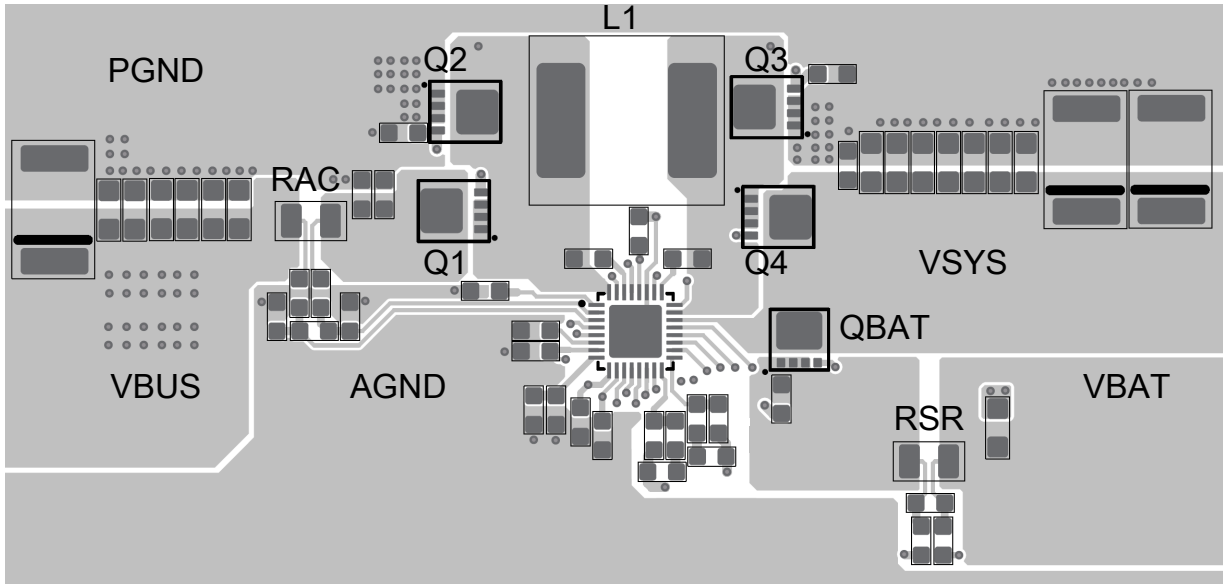 L1
Q2
Q3
PGND
RAC
Q1
Q4
VSYS
QBAT
VBUS
AGND
VBAT
RSR